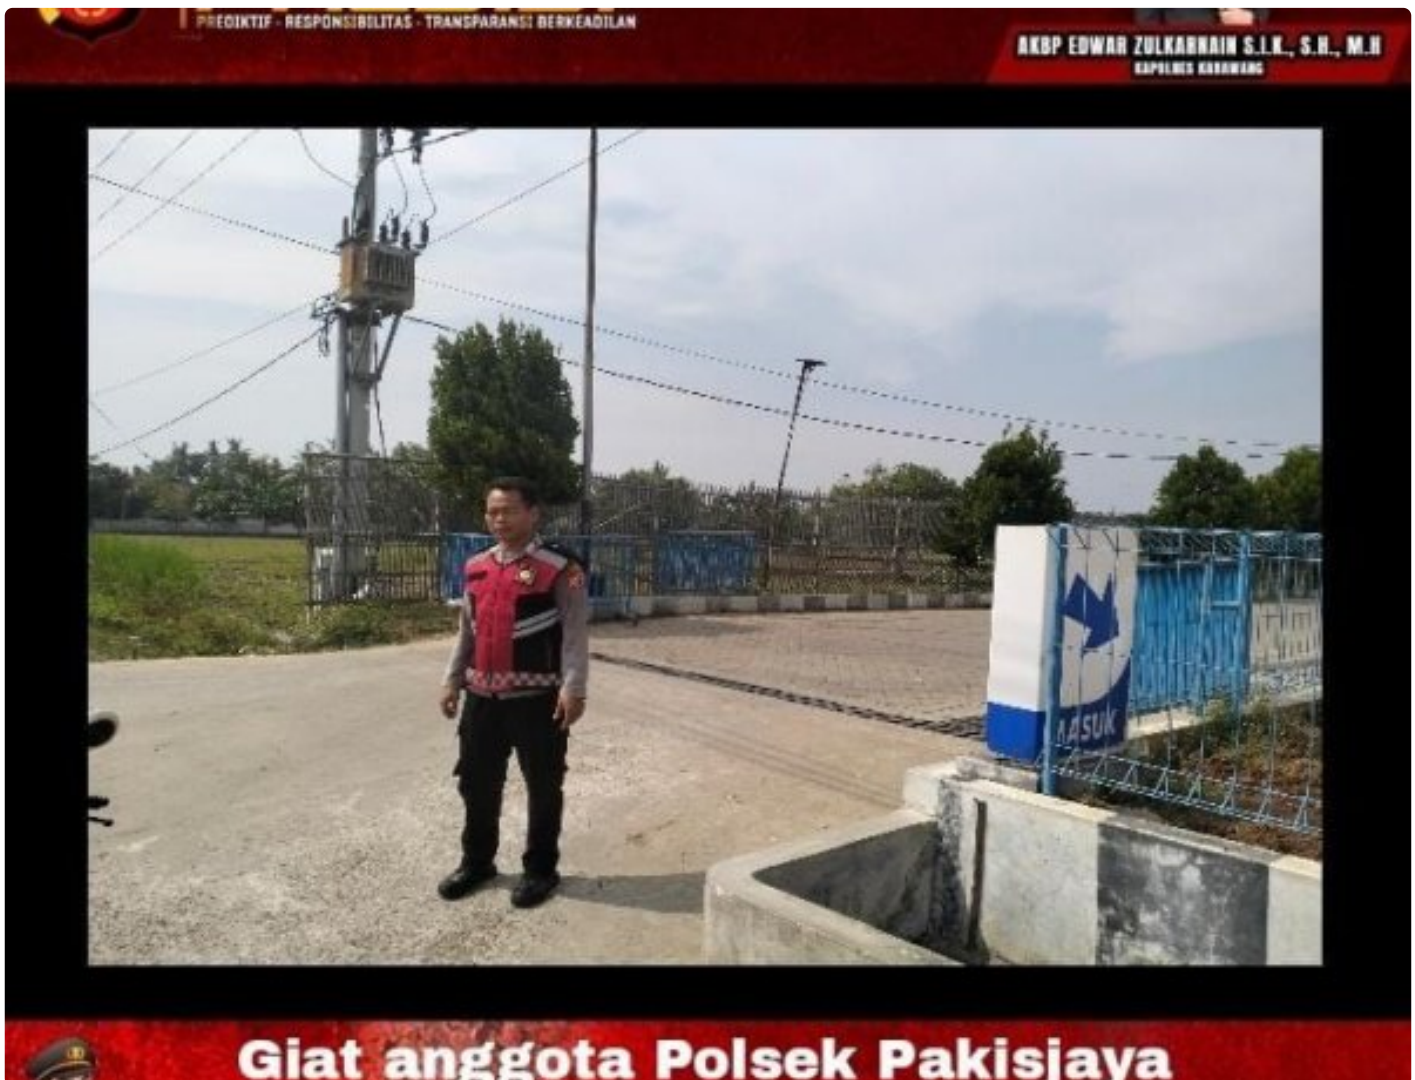 PREDIKTIF - RESPONSIBILITAS - TRANSPARANSI BERKEADILAN
AKBP EDWAR ZULKARNAIN S.I.K., S.H., M.H
KAPOLRES KARAWANG
MASUK
Giat anggota Polsek Pakisjaya